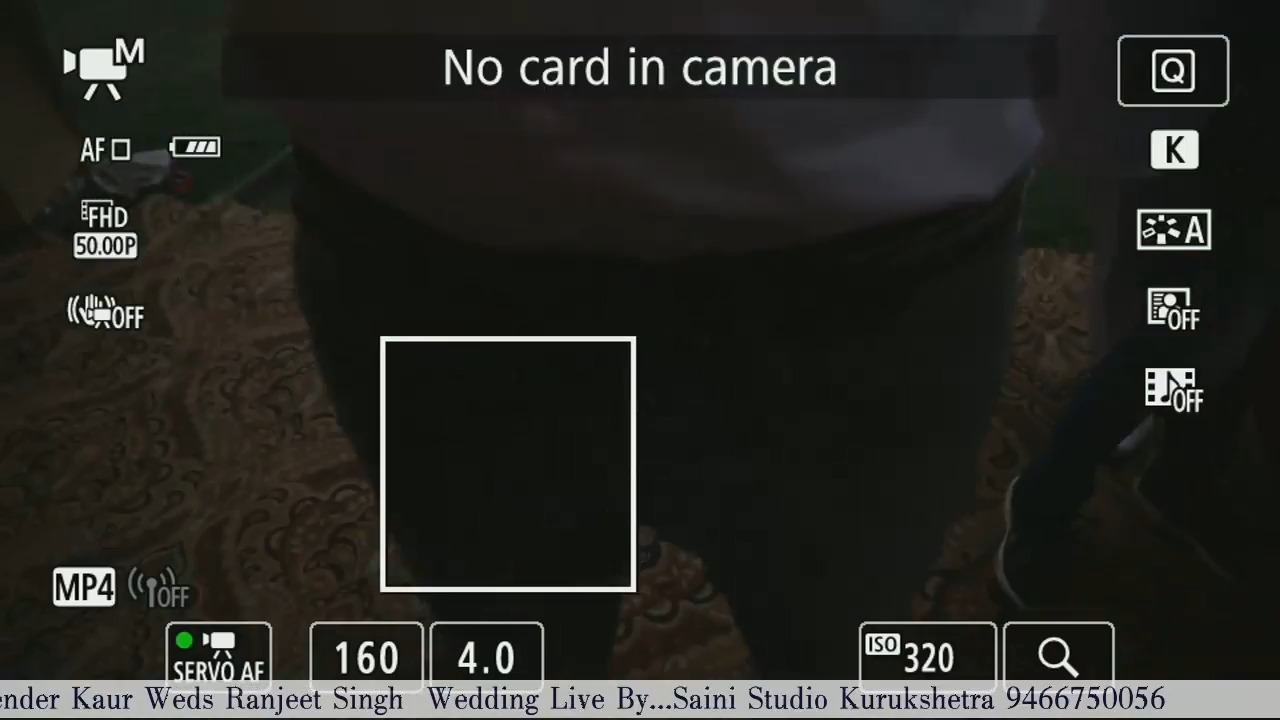 M
No card in camera
Q
AF
K
FHD
50.00P
A
OFF
OFF
OFF
MP4
OFF
SERVO AF
160
4.0
ISO 320
Kaur Weds Ranjeet Singh Wedding Live By...Saini Studio Kurukshetra 9466750056